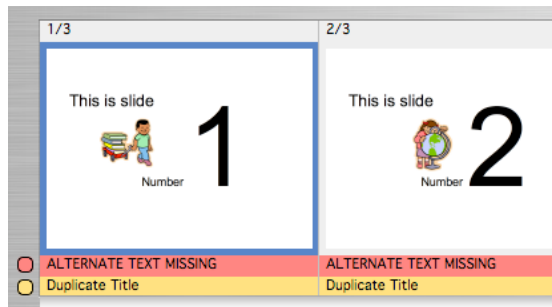 1/3
2/3
This is slide
1
Number
This is slide
2
Number
ALTERNATE TEXT MISSING
ALTERNATE TEXT MISSING
Duplicate Title
Duplicate Title